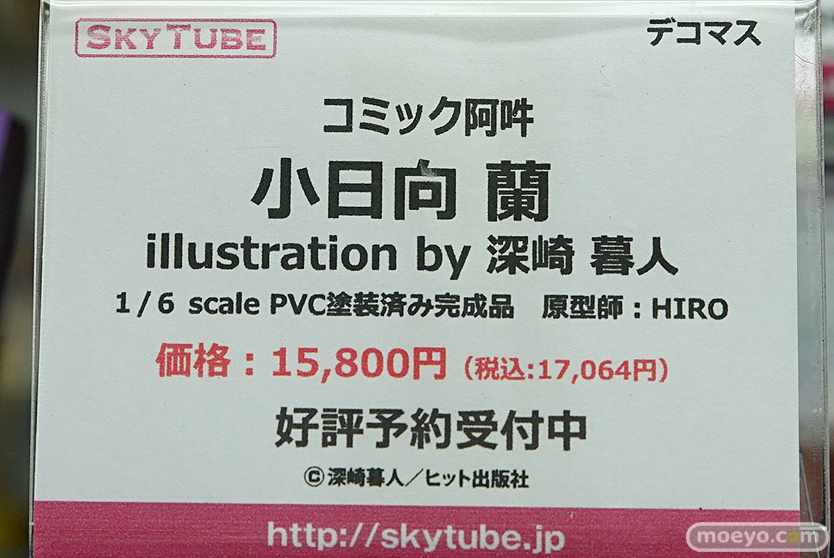 SKYTUBE
デコマス
コミック阿吽
小日向 蘭
illustration by 深崎 暮人
1/6 scale PVC塗装済み完成品 原型師：HIRO
価格：15,800円（税込:17,064円）
好評予約受付中
©深崎暮人／ヒット出版社
http://skytube.jp
moeyo.com